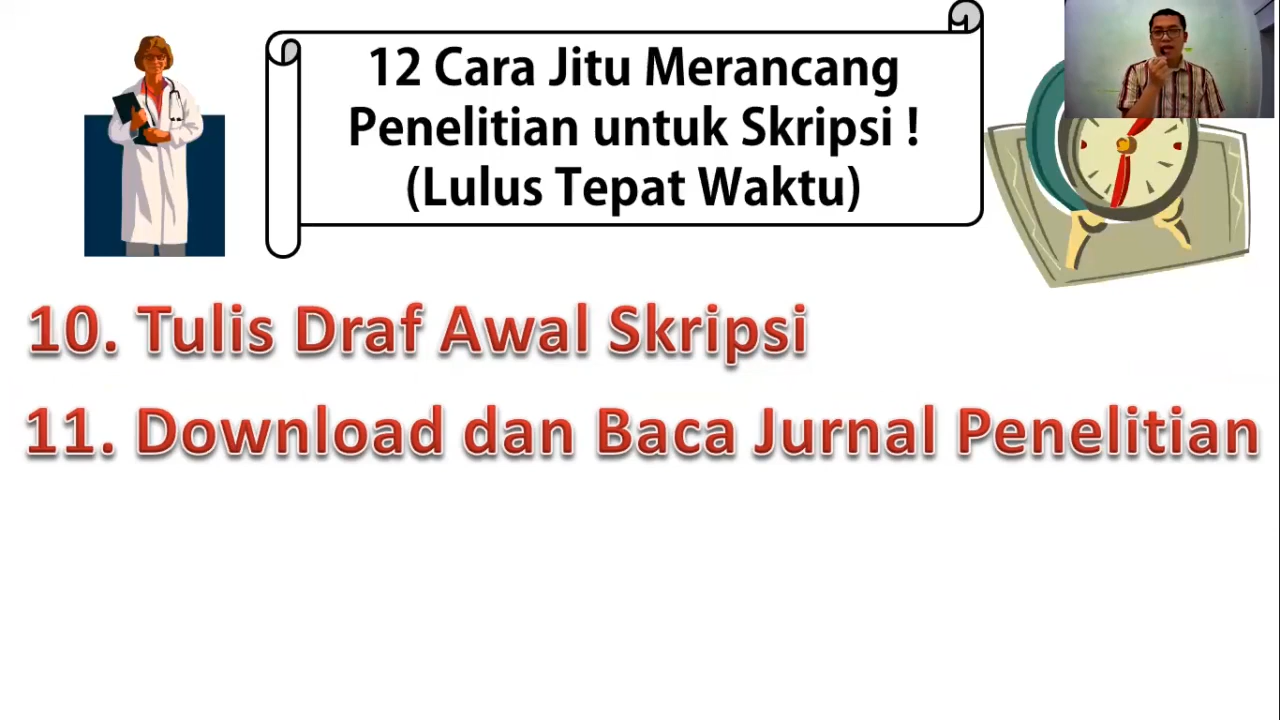 12 Cara Jitu Merancang
Penelitian untuk Skripsi !
(Lulus Tepat Waktu)
10. Tulis Draf Awal Skripsi
11. Download dan Baca Jurnal Penelitian